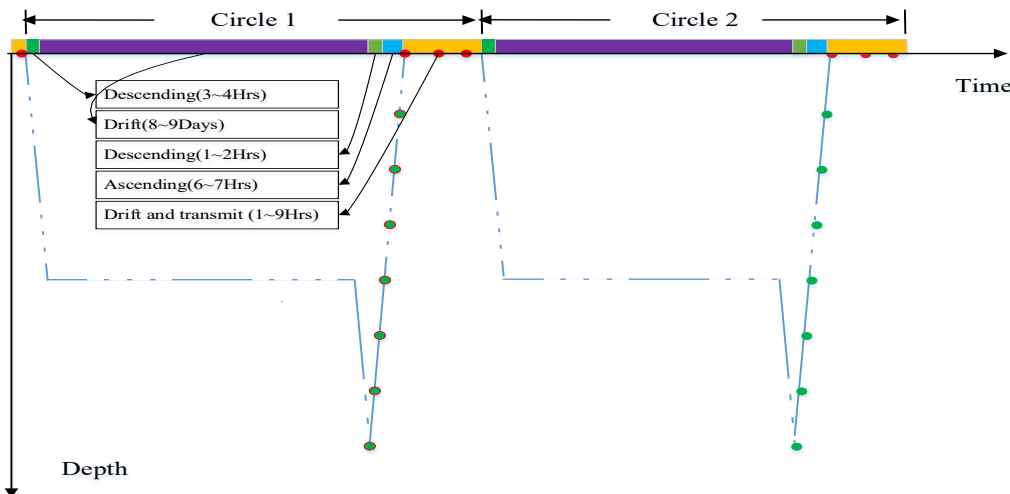 Circle 1
Circle 2
Time
Descending(3~4Hrs)
Drift(8~9Days)
Descending(1~2Hrs)
Ascending(6~7Hrs)
Drift and transmit (1~9Hrs)
Depth